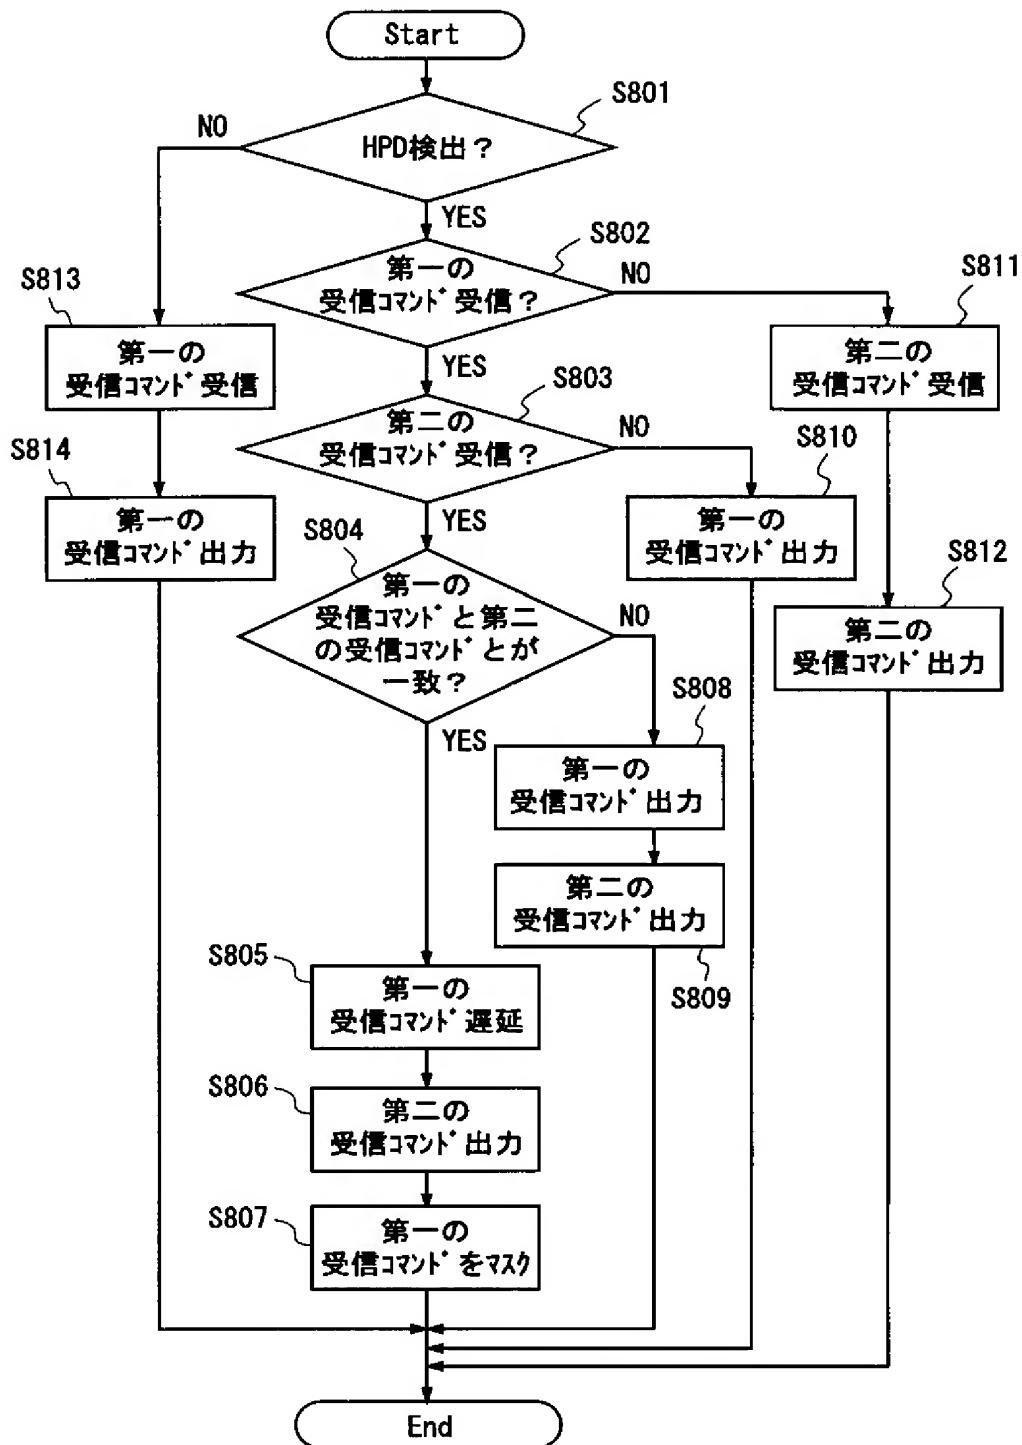 Start
S801
NO
HPD検出？
YES
S802
第一の
受信ｺﾏﾝﾄﾞ受信？
NO
S811
S813
第一の
受信ｺﾏﾝﾄﾞ受信
第二の
受信ｺﾏﾝﾄﾞ受信
YES
S803
第二の
受信ｺﾏﾝﾄﾞ受信？
NO
S810
S814
第一の
受信ｺﾏﾝﾄﾞ出力
第一の
受信ｺﾏﾝﾄﾞ出力
YES
S804
第一の
受信ｺﾏﾝﾄﾞと第二
の受信ｺﾏﾝﾄﾞとが
一致？
NO
S812
第二の
受信ｺﾏﾝﾄﾞ出力
YES
S808
第一の
受信ｺﾏﾝﾄﾞ出力
第二の
受信ｺﾏﾝﾄﾞ出力
S809
S805
第一の
受信ｺﾏﾝﾄﾞ遅延
S806
第二の
受信ｺﾏﾝﾄﾞ出力
S807
第一の
受信ｺﾏﾝﾄﾞをﾏｽｸ
End